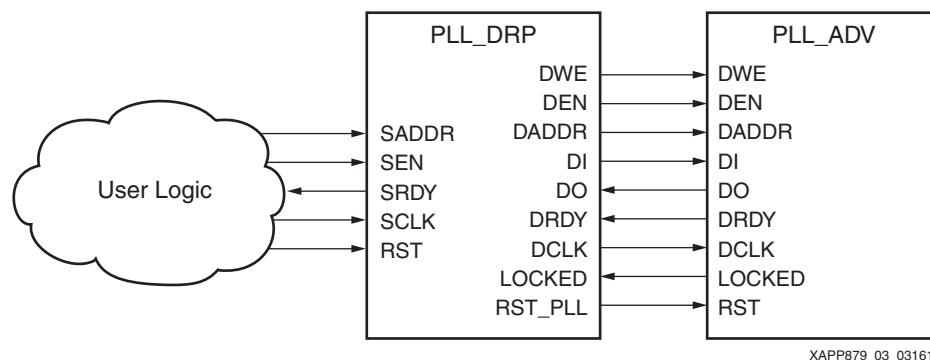 PLL_DRP
PLL_ADV
DWE
DWE
DEN
DEN
SADDR
DADDR
DADDR
SEN
DI
DI
User Logic
SRDY
DO
DO
SCLK
DRDY
DRDY
RST
DCLK
DCLK
LOCKED
LOCKED
RST_PLL
RST
XAPP879_03_03161